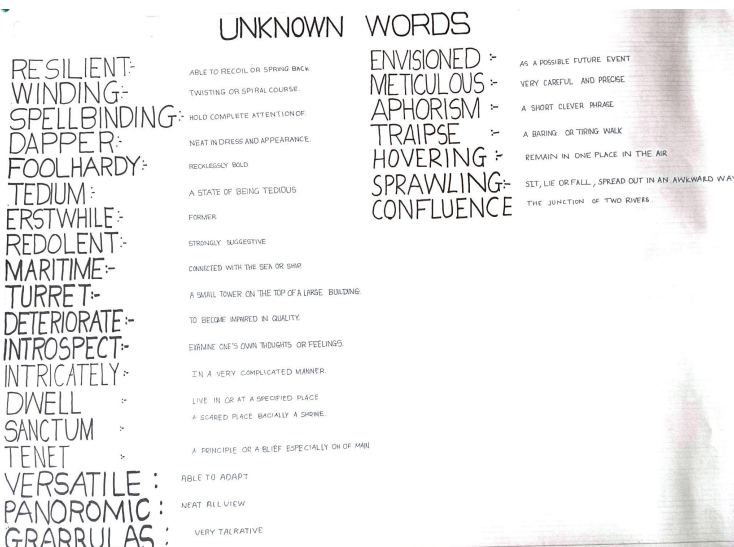 UNKNOWN WORDS
RESILIENT:- ABLE TO RECOIL OR SPRING BACK
WINDING:- TWISTING OR SPIRAL COURSE.
SPELLBINDING:- HOLD COMPLETE ATTENTION OF.
DAPPER:- NEAT IN DRESS AND APPEARANCE.
FOOLHARDY:- RECKLESSLY BOLD
TEDIUM:- A STATE OF BEING TEDIOUS
ERSTWHILE:- FORMER
REDOLENT:- STRONGLY SUGGESTIVE
MARITIME:- CONNECTED WITH THE SEA OR SHIP.
TURRET:- A SMALL TOWER ON THE TOP OF A LARGE BUILDING.
DETERIORATE:- TO BECOME IMPAIRED IN QUALITY.
INTROSPECT:- EXAMINE ONE'S OWN THOUGHTS OR FEELINGS.
INTRICATELY:- IN A VERY COMPLICATED MANNER.
DWELL :- LIVE IN OR AT A SPECIFIED PLACE
SANCTUM :- A SCARED PLACE BACIALLY A SHRINE.
TENET :- A PRINCIPLE OR A BLIEF ESPECIALLY ON OF MAIN
VERSATILE : ABLE TO ADAPT
PANOROMIC : NEAT ALL VIEW
GRARRULAS : VERY TALRATIVE
ENVISIONED :- AS A POSSIBLE FUTURE EVENT
METICULOUS :- VERY CAREFUL AND PRECISE
APHORISM :- A SHORT CLEVER PHRASE
TRAIPSE :- A BARING OR TIRING WALK
HOVERING :- REMAIN IN ONE PLACE IN THE AIR
SPRAWLING:- SIT, LIE OR FALL, SPREAD OUT IN AN AWKWARD WAY
CONFLUENCE THE JUNCTION OF TWO RIVERS.